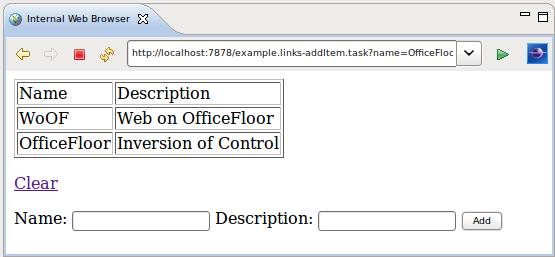 Internal Web Browser
http://localhost:7878/example.links-addItem.task?name=OfficeFloo
Name Description
WoOF Web on OfficeFloor
OfficeFloor Inversion of Control
Clear
Name: Description: Add